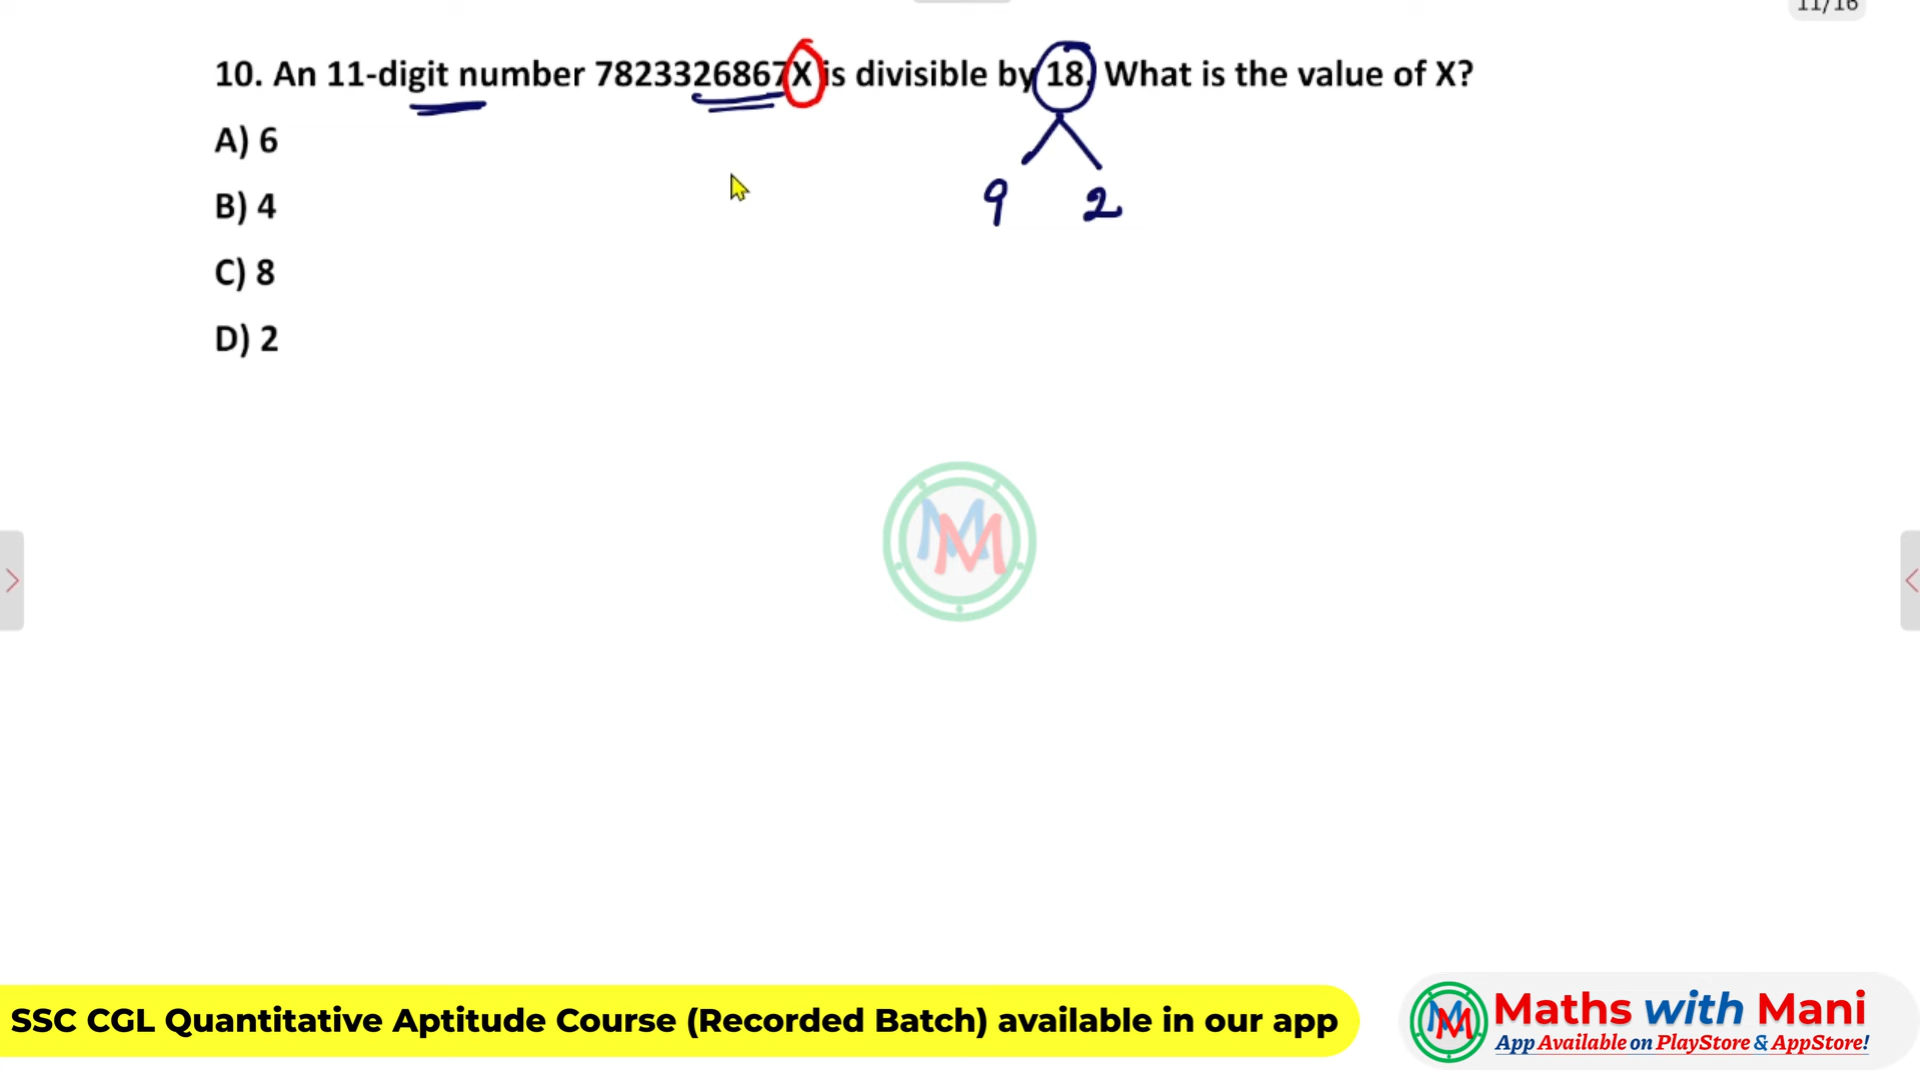 11/16
10. An 11-digit number 7823326867X is divisible by 18. What is the value of X?
A) 6
9 2
B) 4
C) 8
D) 2
MM
SSC CGL Quantitative Aptitude Course (Recorded Batch) available in our app
MM Maths with Mani
App Available on PlayStore & AppStore!